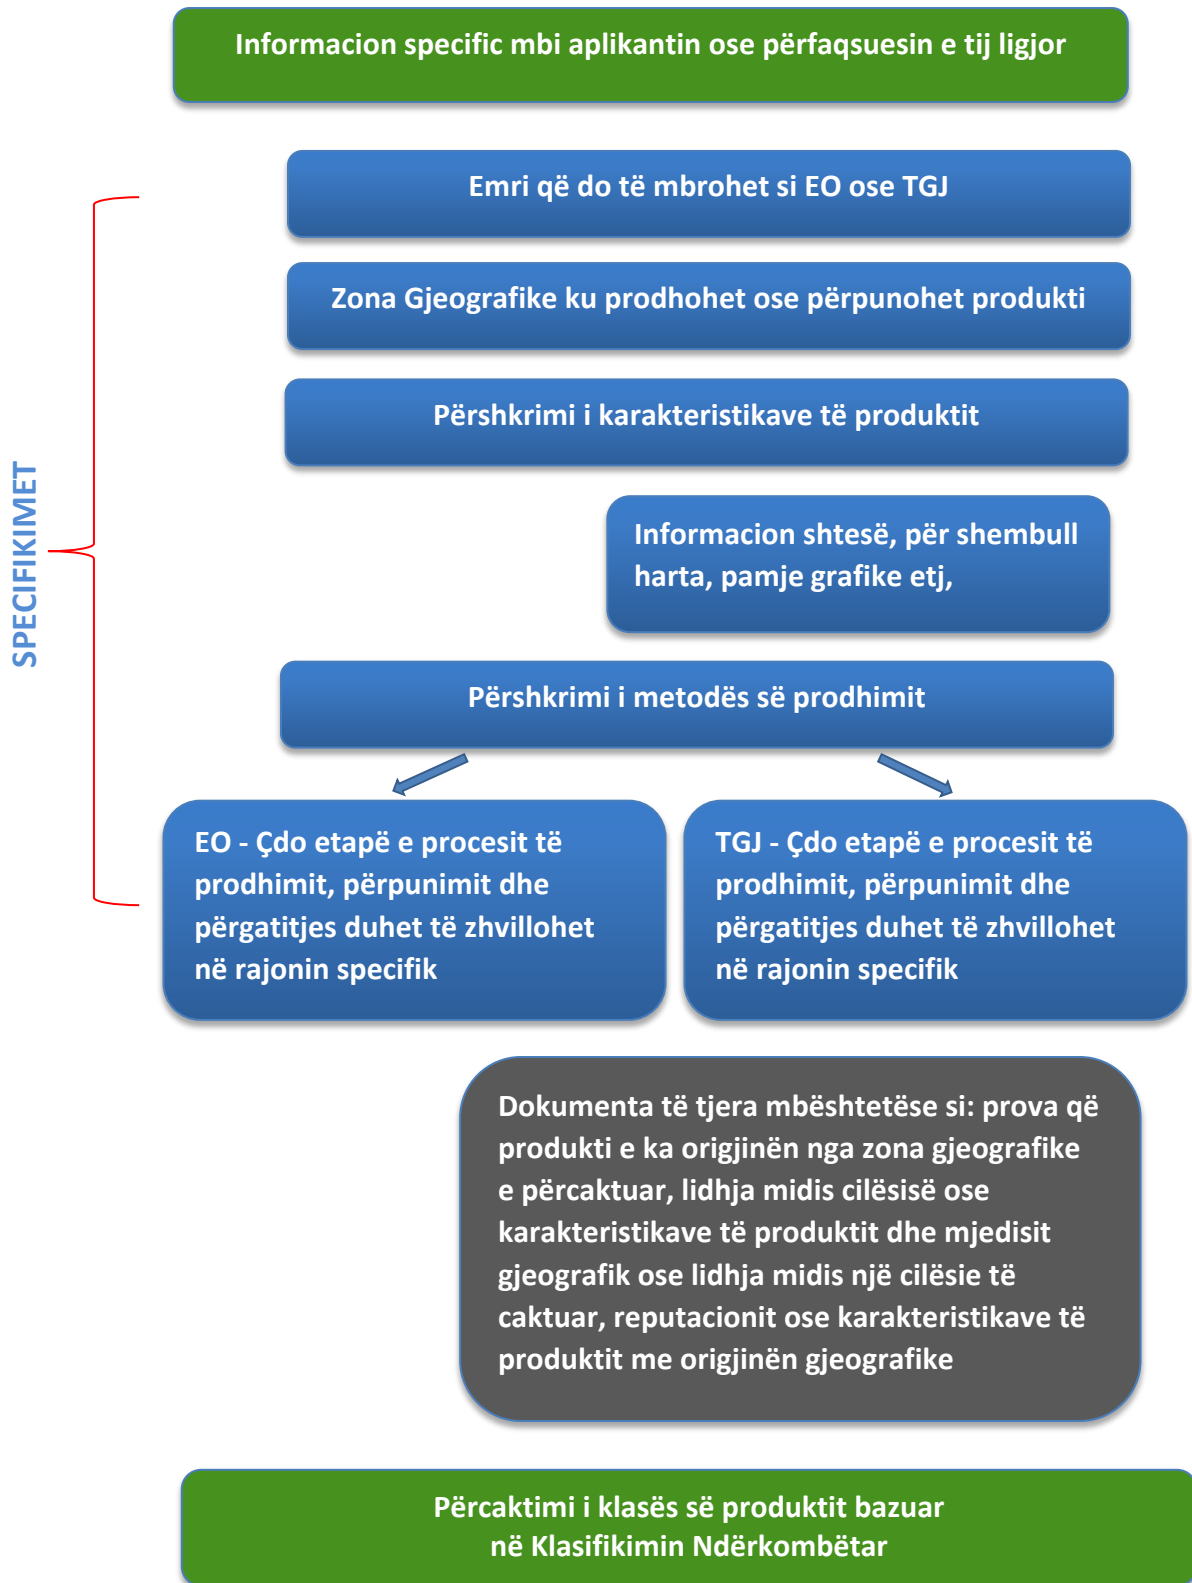 Informacion specific mbi aplikantin ose përfaqsuesin e tij ligjor
SPECIFIKIMET
Emri që do të mbrohet si EO ose TGJ
Zona Gjeografike ku prodhohet ose përpunohet produkti
Përshkrimi i karakteristikave të produktit
Informacion shtesë, për shembull
harta, pamje grafike etj,
Përshkrimi i metodës së prodhimit
EO - Çdo etapë e procesit të
prodhimit, përpunimit dhe
përgatitjes duhet të zhvillohet
në rajonin specifik
TGJ - Çdo etapë e procesit të
prodhimit, përpunimit dhe
përgatitjes duhet të zhvillohet
në rajonin specifik
Dokumenta të tjera mbështetëse si: prova që
produkti e ka origjinën nga zona gjeografike
e përcaktuar, lidhja midis cilësisë ose
karakteristikave të produktit dhe mjedisit
gjeografik ose lidhja midis një cilësie të
caktuar, reputacionit ose karakteristikave të
produktit me origjinën gjeografike
Përcaktimi i klasës së produktit bazuar
në Klasifikimin Ndërkombëtar